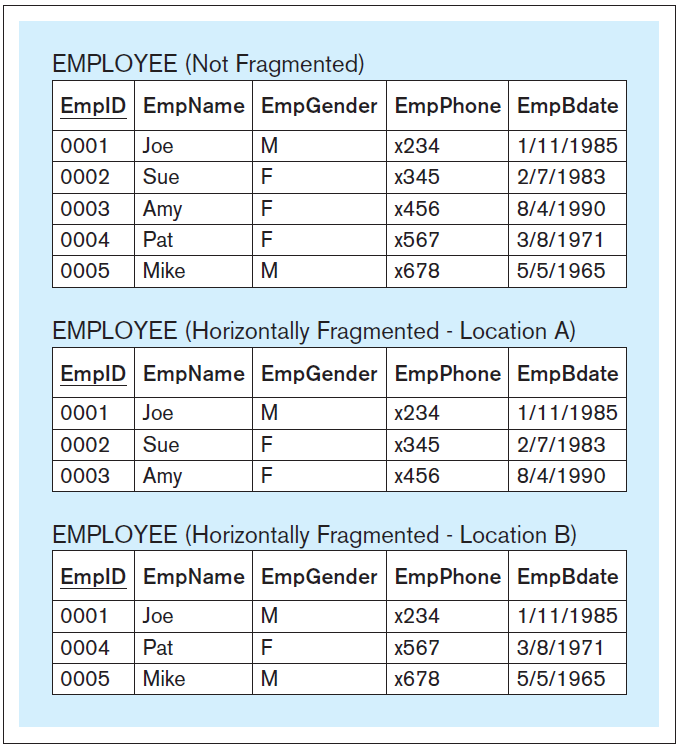 EMPLOYEE (Not Fragmented)
EmpID EmpName EmpGender EmpPhone EmpBdate
0001 Joe M x234 1/11/1985
0002 Sue F x345 2/7/1983
0003 Amy F x456 8/4/1990
0004 Pat F x567 3/8/1971
0005 Mike M x678 5/5/1965
EMPLOYEE (Horizontally Fragmented - Location A)
EmpID EmpName EmpGender EmpPhone EmpBdate
0001 Joe M x234 1/11/1985
0002 Sue F x345 2/7/1983
0003 Amy F x456 8/4/1990
EMPLOYEE (Horizontally Fragmented - Location B)
EmpID EmpName EmpGender EmpPhone EmpBdate
0001 Joe M x234 1/11/1985
0004 Pat F x567 3/8/1971
0005 Mike M x678 5/5/1965